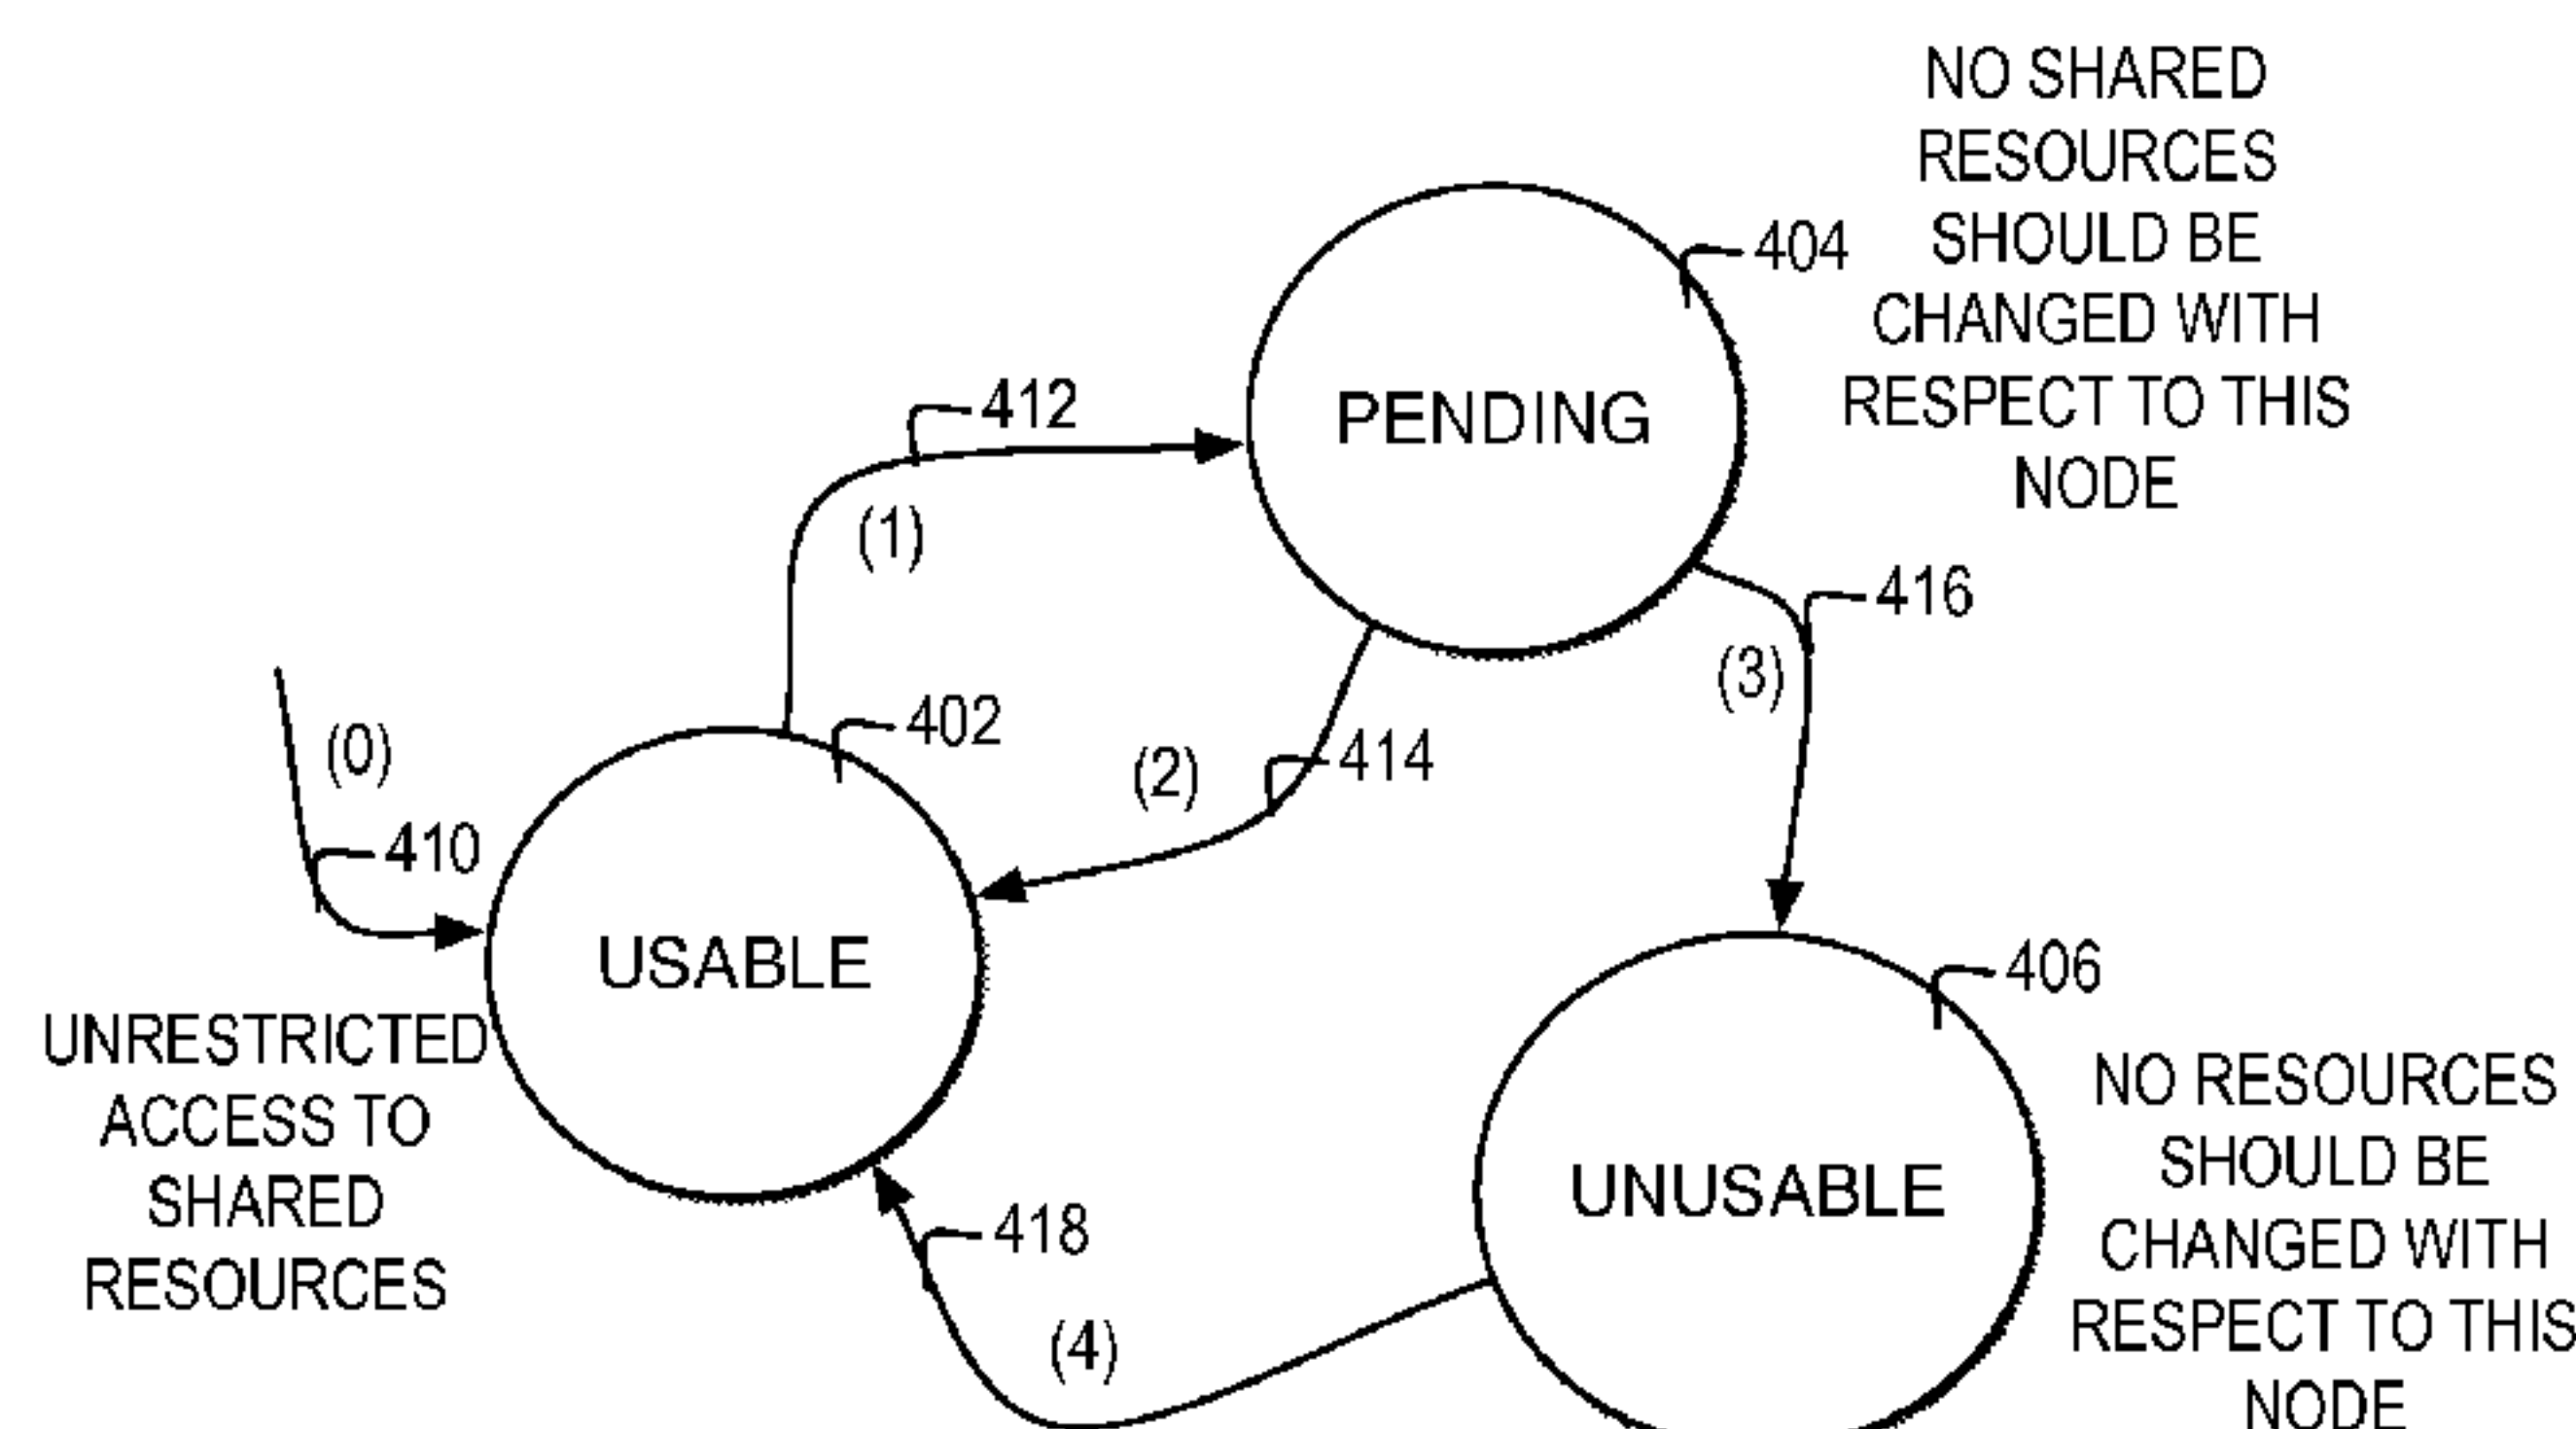 NO SHARED
RESOURCES
SHOULD BE
CHANGED WITH
RESPECT TO THIS
NODE
404
PENDING
412
(1)
416
(3)
402
(0)
(2)
414
410
USABLE
UNRESTRICTED
ACCESS TO
SHARED
RESOURCES
406
UNUSABLE
NO RESOURCES
SHOULD BE
CHANGED WITH
RESPECT TO THIS
NODE
418
(4)